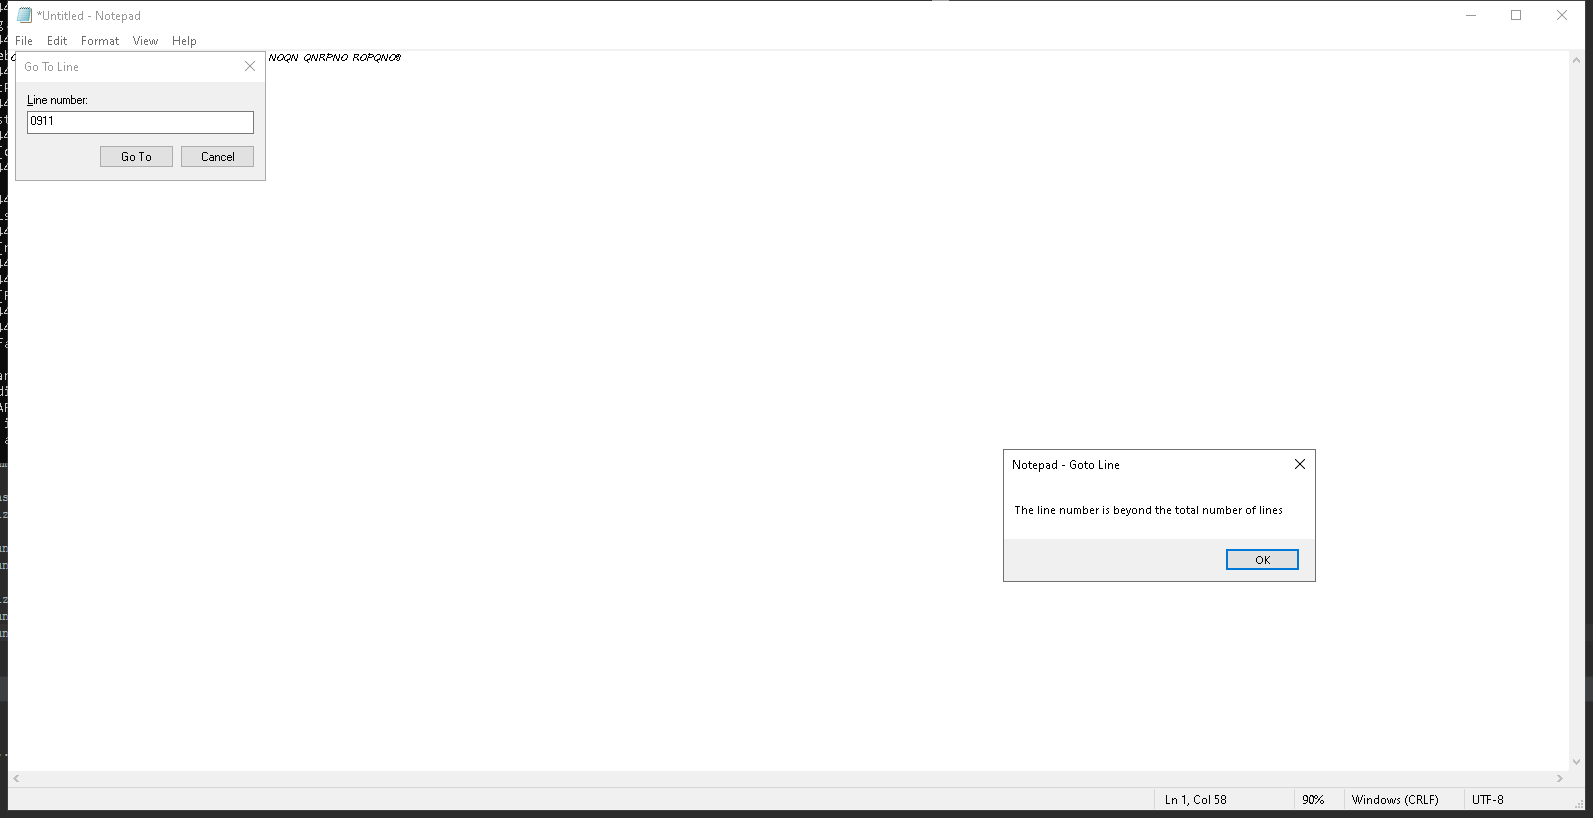 *Untitled - Notepad
File Edit Format View Help
NOQN QNRPNO ROPQNO
Go To Line
Line number:
0911
Go To Cancel
Notepad - Goto Line
The line number is beyond the total number of lines
OK
Ln 1, Col 58 90% Windows (CRLF) UTF-8